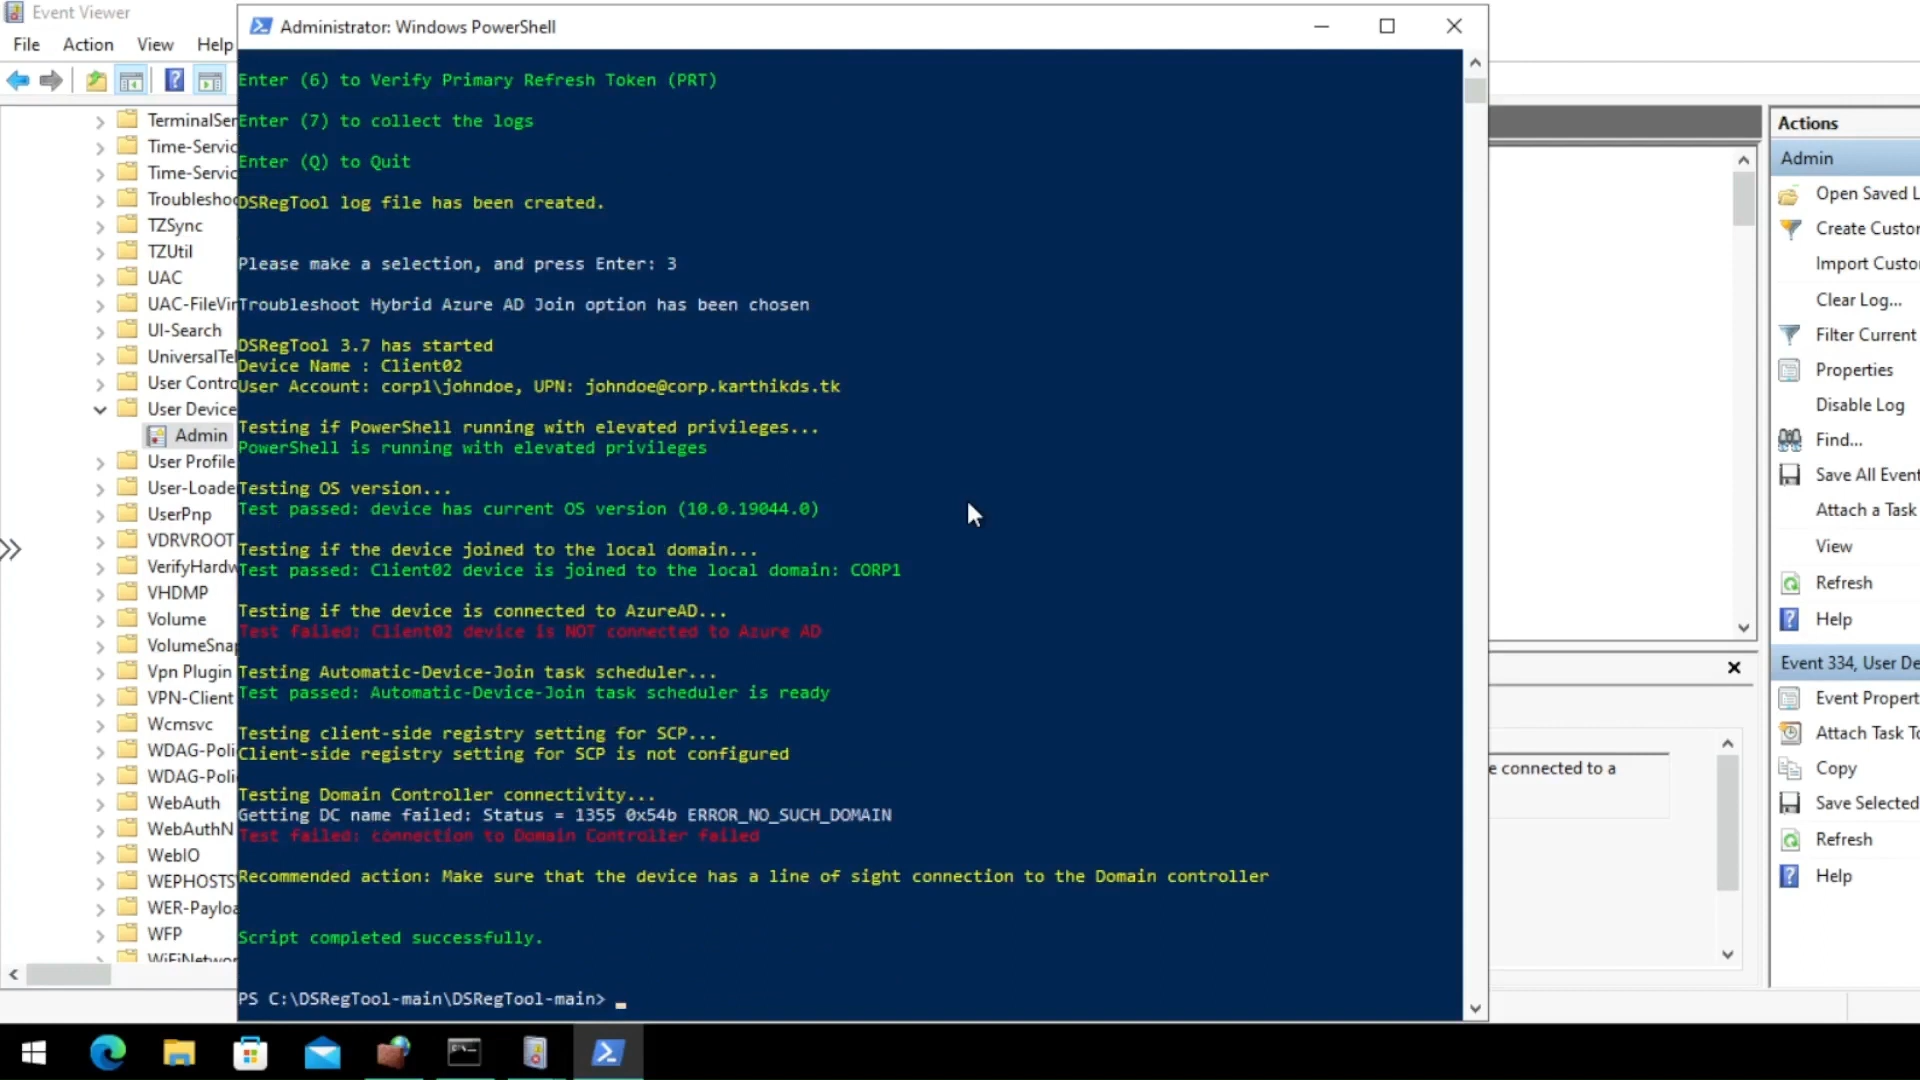 Event Viewer
File Action View Help
Administrator: Windows PowerShell
Enter (6) to Verify Primary Refresh Token (PRT)
Enter (7) to collect the logs
Enter (Q) to Quit
DSRegTool log file has been created.
Please make a selection, and press Enter: 3
Troubleshoot Hybrid Azure AD Join option has been chosen
DSRegTool 3.7 has started
Device Name : Client02
User Account: corp1\johndoe, UPN: johndoe@corp.karthikds.tk
Testing if PowerShell running with elevated privileges...
PowerShell is running with elevated privileges
Testing OS version...
Test passed: device has current OS version (10.0.19044.0)
Testing if the device joined to the local domain...
Test passed: Client02 device is joined to the local domain: CORP1
Testing if the device is connected to AzureAD...
Test failed: Client02 device is NOT connected to Azure AD
Testing Automatic-Device-Join task scheduler...
Test passed: Automatic-Device-Join task scheduler is ready
Testing client-side registry setting for SCP...
Client-side registry setting for SCP is not configured
Testing Domain Controller connectivity...
Getting DC name failed: Status = 1355 0x54b ERROR_NO_SUCH_DOMAIN
Test failed: connection to Domain Controller failed
Recommended action: Make sure that the device has a line of sight connection to the Domain controller
Script completed successfully.
PS C:\DSRegTool-main\DSRegTool-main>
TerminalSer
Time-Servic
Time-Servic
Troubleshoo
TZSync
TZUtil
UAC
UAC-FileVir
UI-Search
UniversalTel
User Contro
User Device
Admin
User Profile
User-Loade
UserPnp
VDRVROOT
VerifyHardw
VHDMP
Volume
VolumeSnap
Vpn Plugin
VPN-Client
Wcmsvc
WDAG-Poli
WDAG-Poli
WebAuth
WebAuthN
WebIO
WEPHOSTS
WER-Payloa
WFP
WiFiNetwor
e connected to a
Actions
Admin
Open Saved L
Create Custor
Import Custo
Clear Log...
Filter Current
Properties
Disable Log
Find...
Save All Event
Attach a Task
View
Refresh
Help
Event 334, User De
Event Propert
Attach Task To
Copy
Save Selected
Refresh
Help